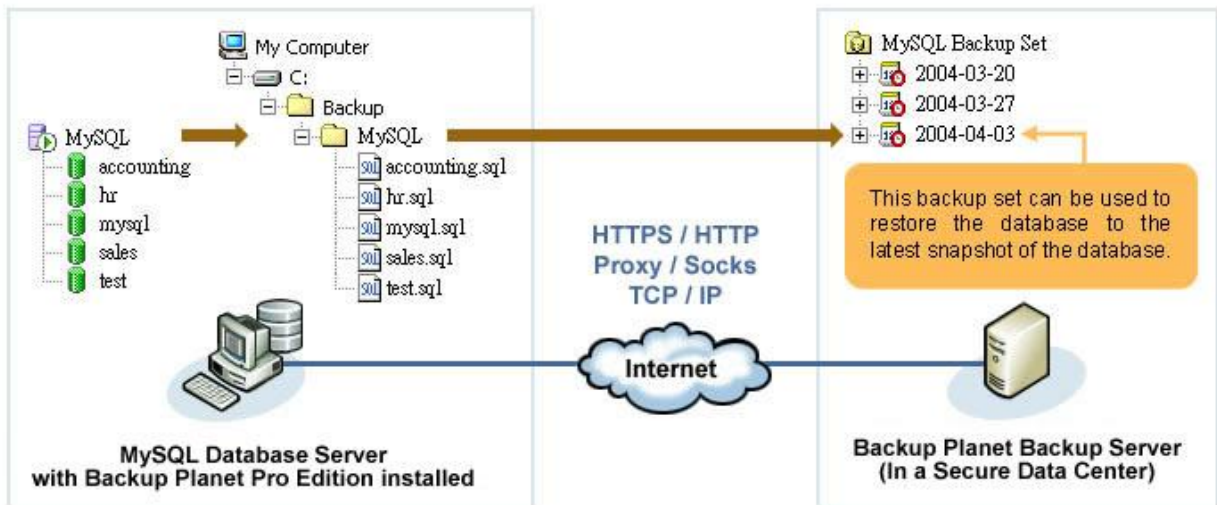 My Computer
C:
Backup
MySQL
accounting.sql
hr.sql
mysql.sql
sales.sql
test.sql
MySQL
accounting
hr
mysql
sales
test
MySQL Database Server
with Backup Planet Pro Edition installed
HTTPS / HTTP
Proxy / Socks
TCP / IP
Internet
MySQL Backup Set
2004-03-20
2004-03-27
2004-04-03
This backup set can be used to
restore the database to the
latest snapshot of the database.
Backup Planet Backup Server
(In a Secure Data Center)